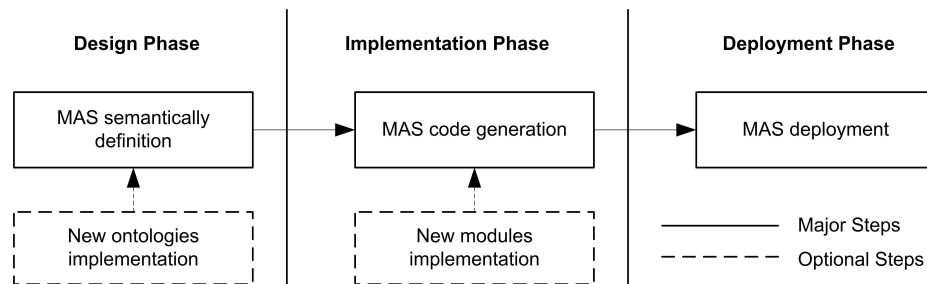 Design Phase
Implementation Phase
Deployment Phase
MAS semantically
definition
MAS code generation
MAS deployment
New ontologies
implementation
New modules
implementation
Major Steps
Optional Steps